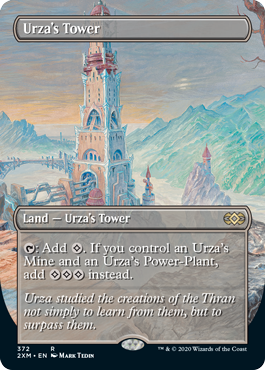 Urza's Tower
Land — Urza's Tower
: Add ◇. If you control an Urza's
Mine and an Urza's Power-Plant,
add ◇◇◇ instead.
Urza studied the creations of the Thran
not simply to learn from them, but to
surpass them.
372 R
2XM • EN Mark Tedin
™ & © 2020 Wizards of the Coast